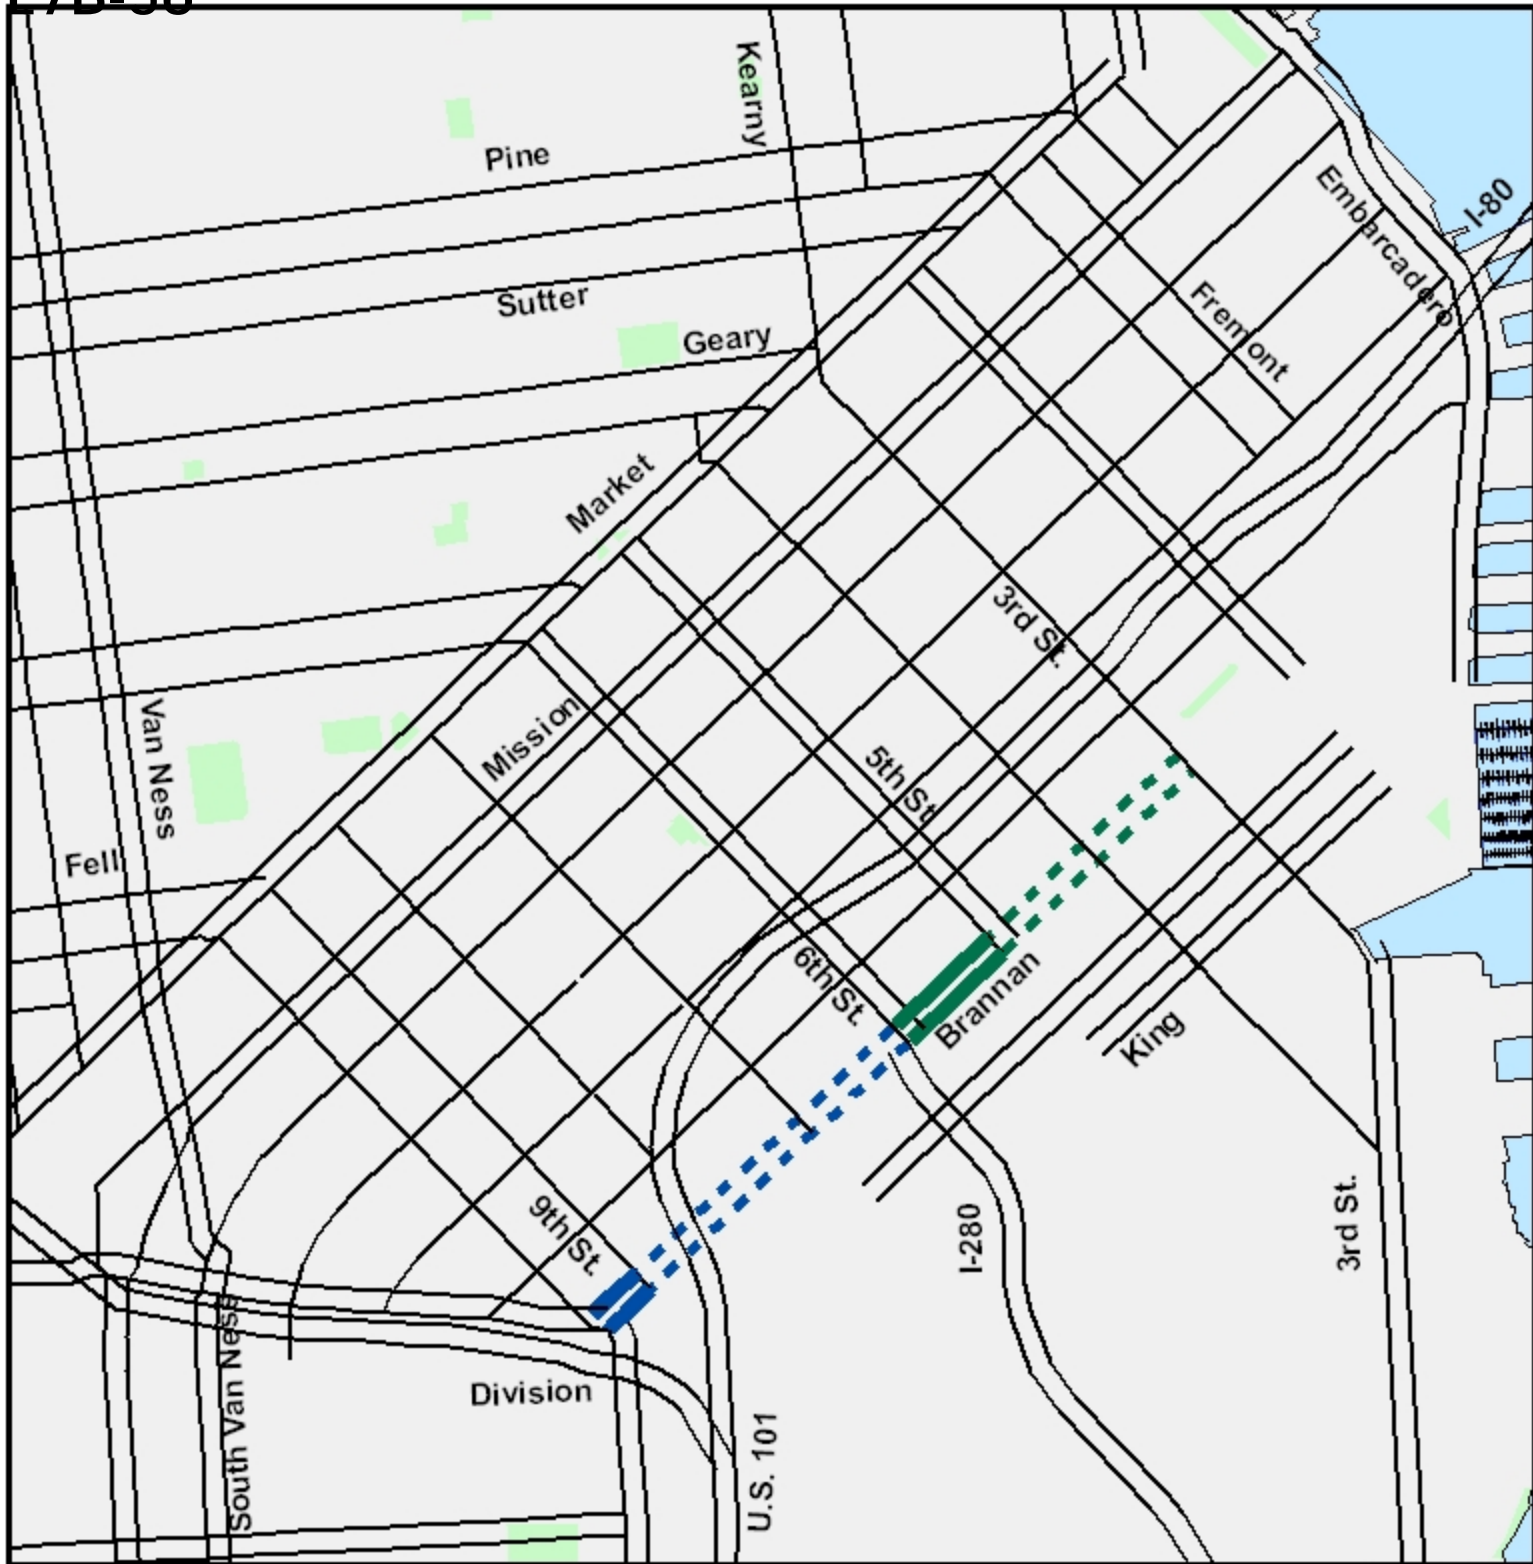 Kearny
Pine
I-80
Embarcadero
Sutter
Fremont
Geary
Market
3rd St.
Mission
Van Ness
5th St.
Fell
6th St.
Brannan
King
9th St.
I-280
3rd St.
South Van Ness
Division
U.S. 101